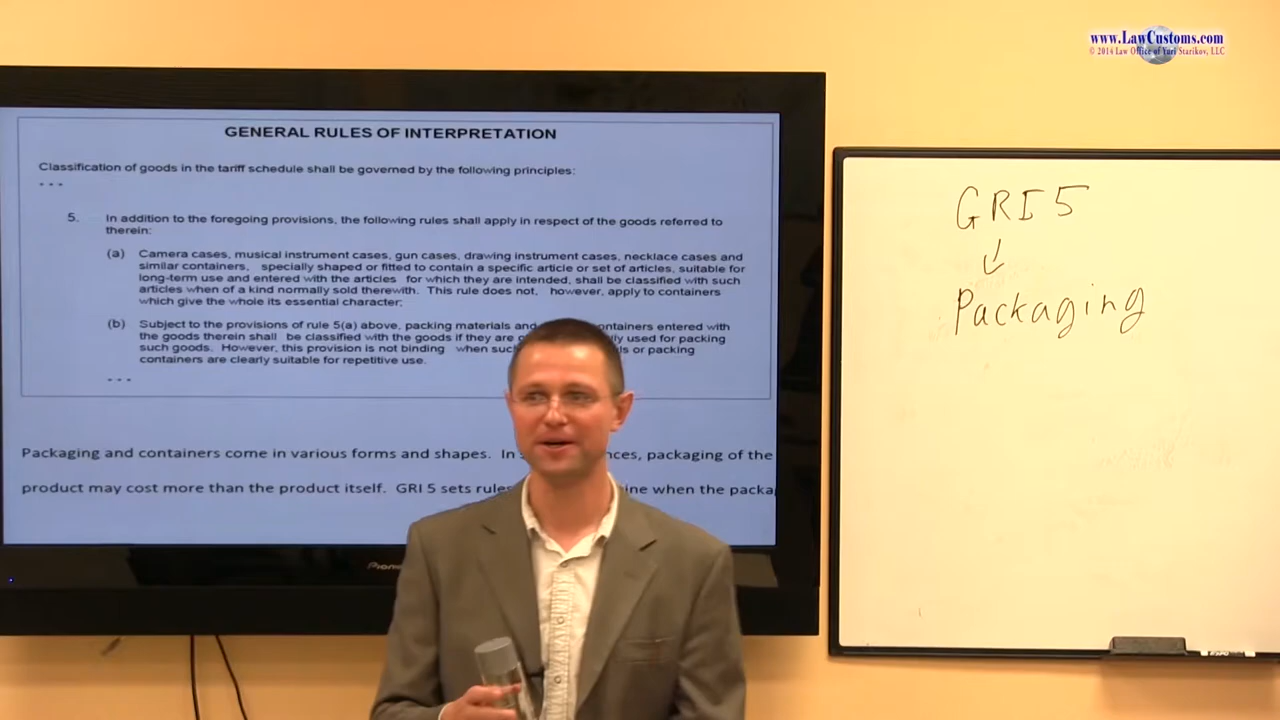 www.LawCustoms.com
© 2014 Law Office of Yuri Starikov, LLC
GENERAL RULES OF INTERPRETATION
Classification of goods in the tariff schedule shall be governed by the following principles:
* * *
5. In addition to the foregoing provisions, the following rules shall apply in respect of the goods referred to
therein:
(a) Camera cases, musical instrument cases, gun cases, drawing instrument cases, necklace cases and
similar containers, specially shaped or fitted to contain a specific article or set of articles, suitable for
long-term use and entered with the articles for which they are intended, shall be classified with such
articles when of a kind normally sold therewith. This rule does not, however, apply to containers
which give the whole its essential character;
(b) Subject to the provisions of rule 5(a) above, packing materials and ontainers entered with
the goods therein shall be classified with the goods if they are ly used for packing
such goods. However, this provision is not binding when such ls or packing
containers are clearly suitable for repetitive use.
* * *
Packaging and containers come in various forms and shapes. In nces, packaging of the
product may cost more than the product itself. GRI 5 sets rules ine when the packa
GRI 5
↓
Packaging